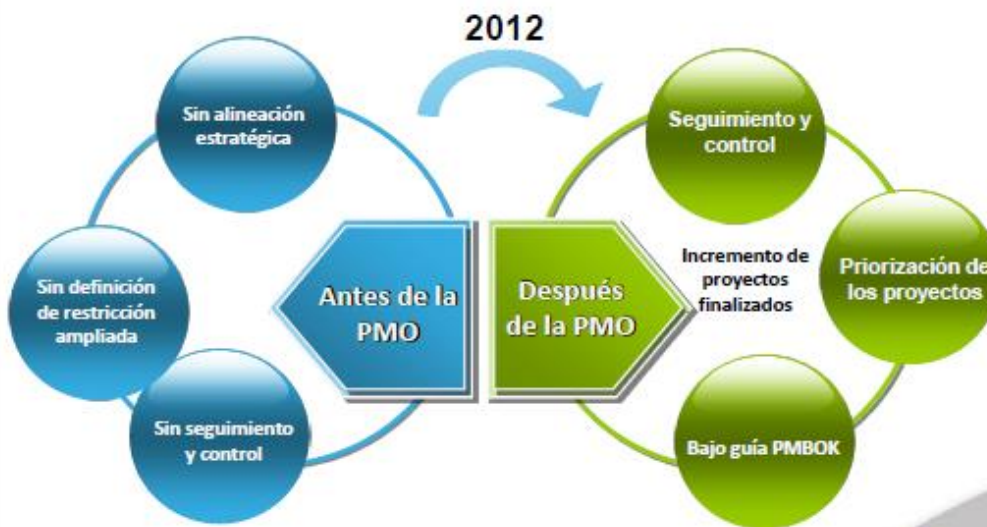 2012
Sin alineación
estratégica
Sin definición
de restricción
ampliada
Sin seguimiento
y control
Antes de la
PMO
Después
de la PMO
Seguimiento y
control
Incremento de
proyectos
finalizados
Priorización de
los proyectos
Bajo guía PMBOK